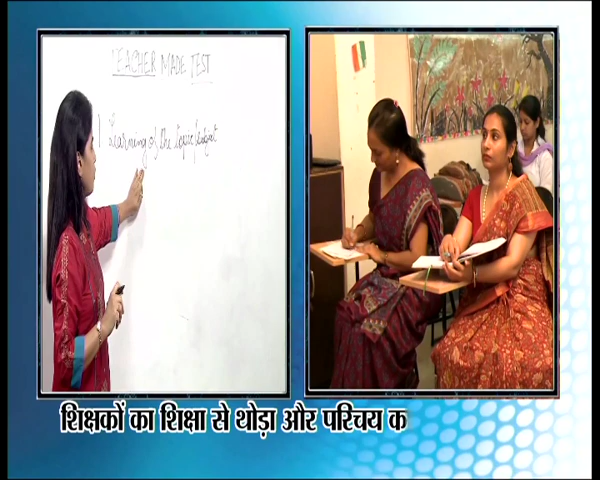 TEACHER MADE TEST
1 Learning of the topic/subject
शिक्षकों का शिक्षा से थोड़ा और परिचय क